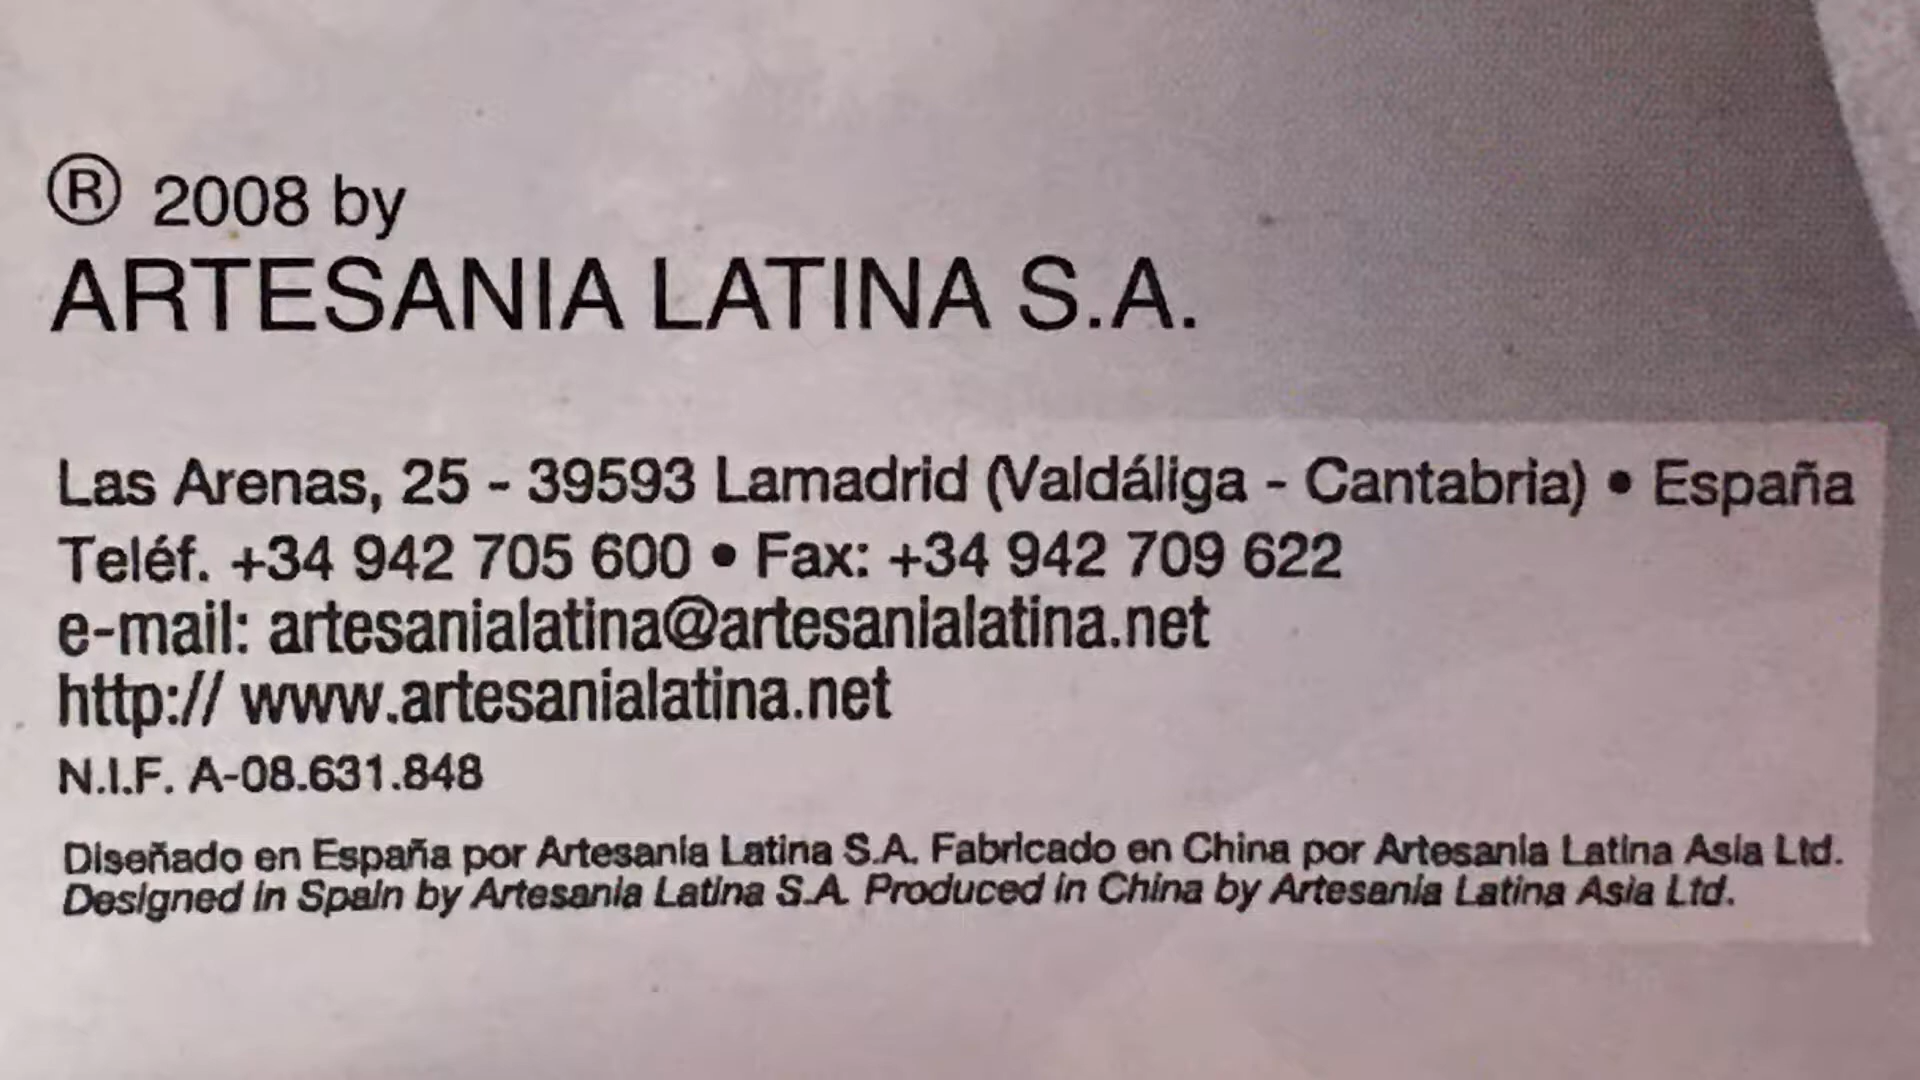 ® 2008 by
ARTESANIA LATINA S.A.
Las Arenas, 25 - 39593 Lamadrid (Valdáliga - Cantabria) • España
Teléf. +34 942 705 600 • Fax: +34 942 709 622
e-mail: artesanialatina@artesanialatina.net
http:// www.artesanialatina.net
N.I.F. A-08.631.848
Diseñado en España por Artesania Latina S.A. Fabricado en China por Artesania Latina Asia Ltd.
Designed in Spain by Artesania Latina S.A. Produced in China by Artesania Latina Asia Ltd.